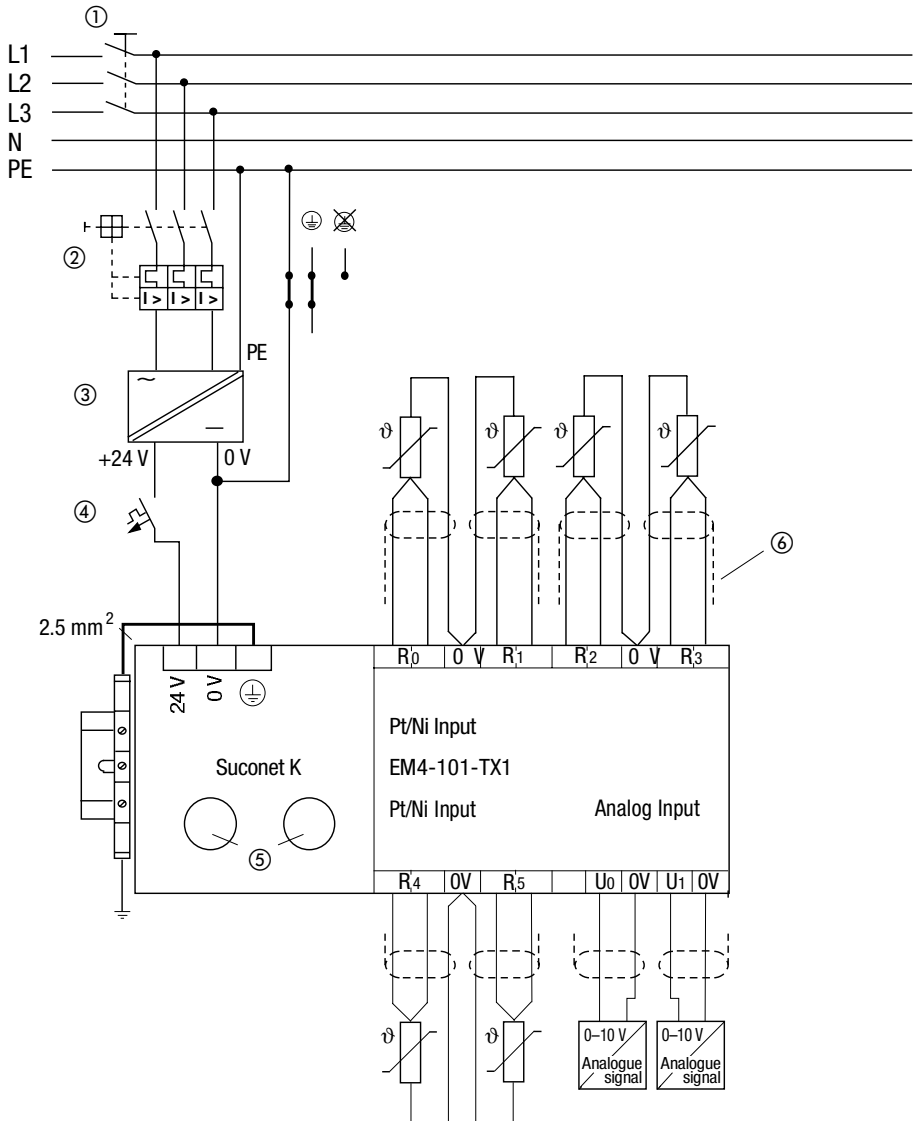 ①
L1
L2
L3
N
PE
②
I > I > I >
PE
③
~
—
+24 V 0 V
④
ϑ ϑ ϑ ϑ
⑥
2.5 mm²
24 V 0 V
R0 0 V R1 R2 0 V R3
Pt/Ni Input
Suconet K
EM4-101-TX1
Pt/Ni Input Analog Input
⑤
R4 0V R5 U0 0V U1 0V
ϑ ϑ
0–10 V 0–10 V
Analogue Analogue
signal signal